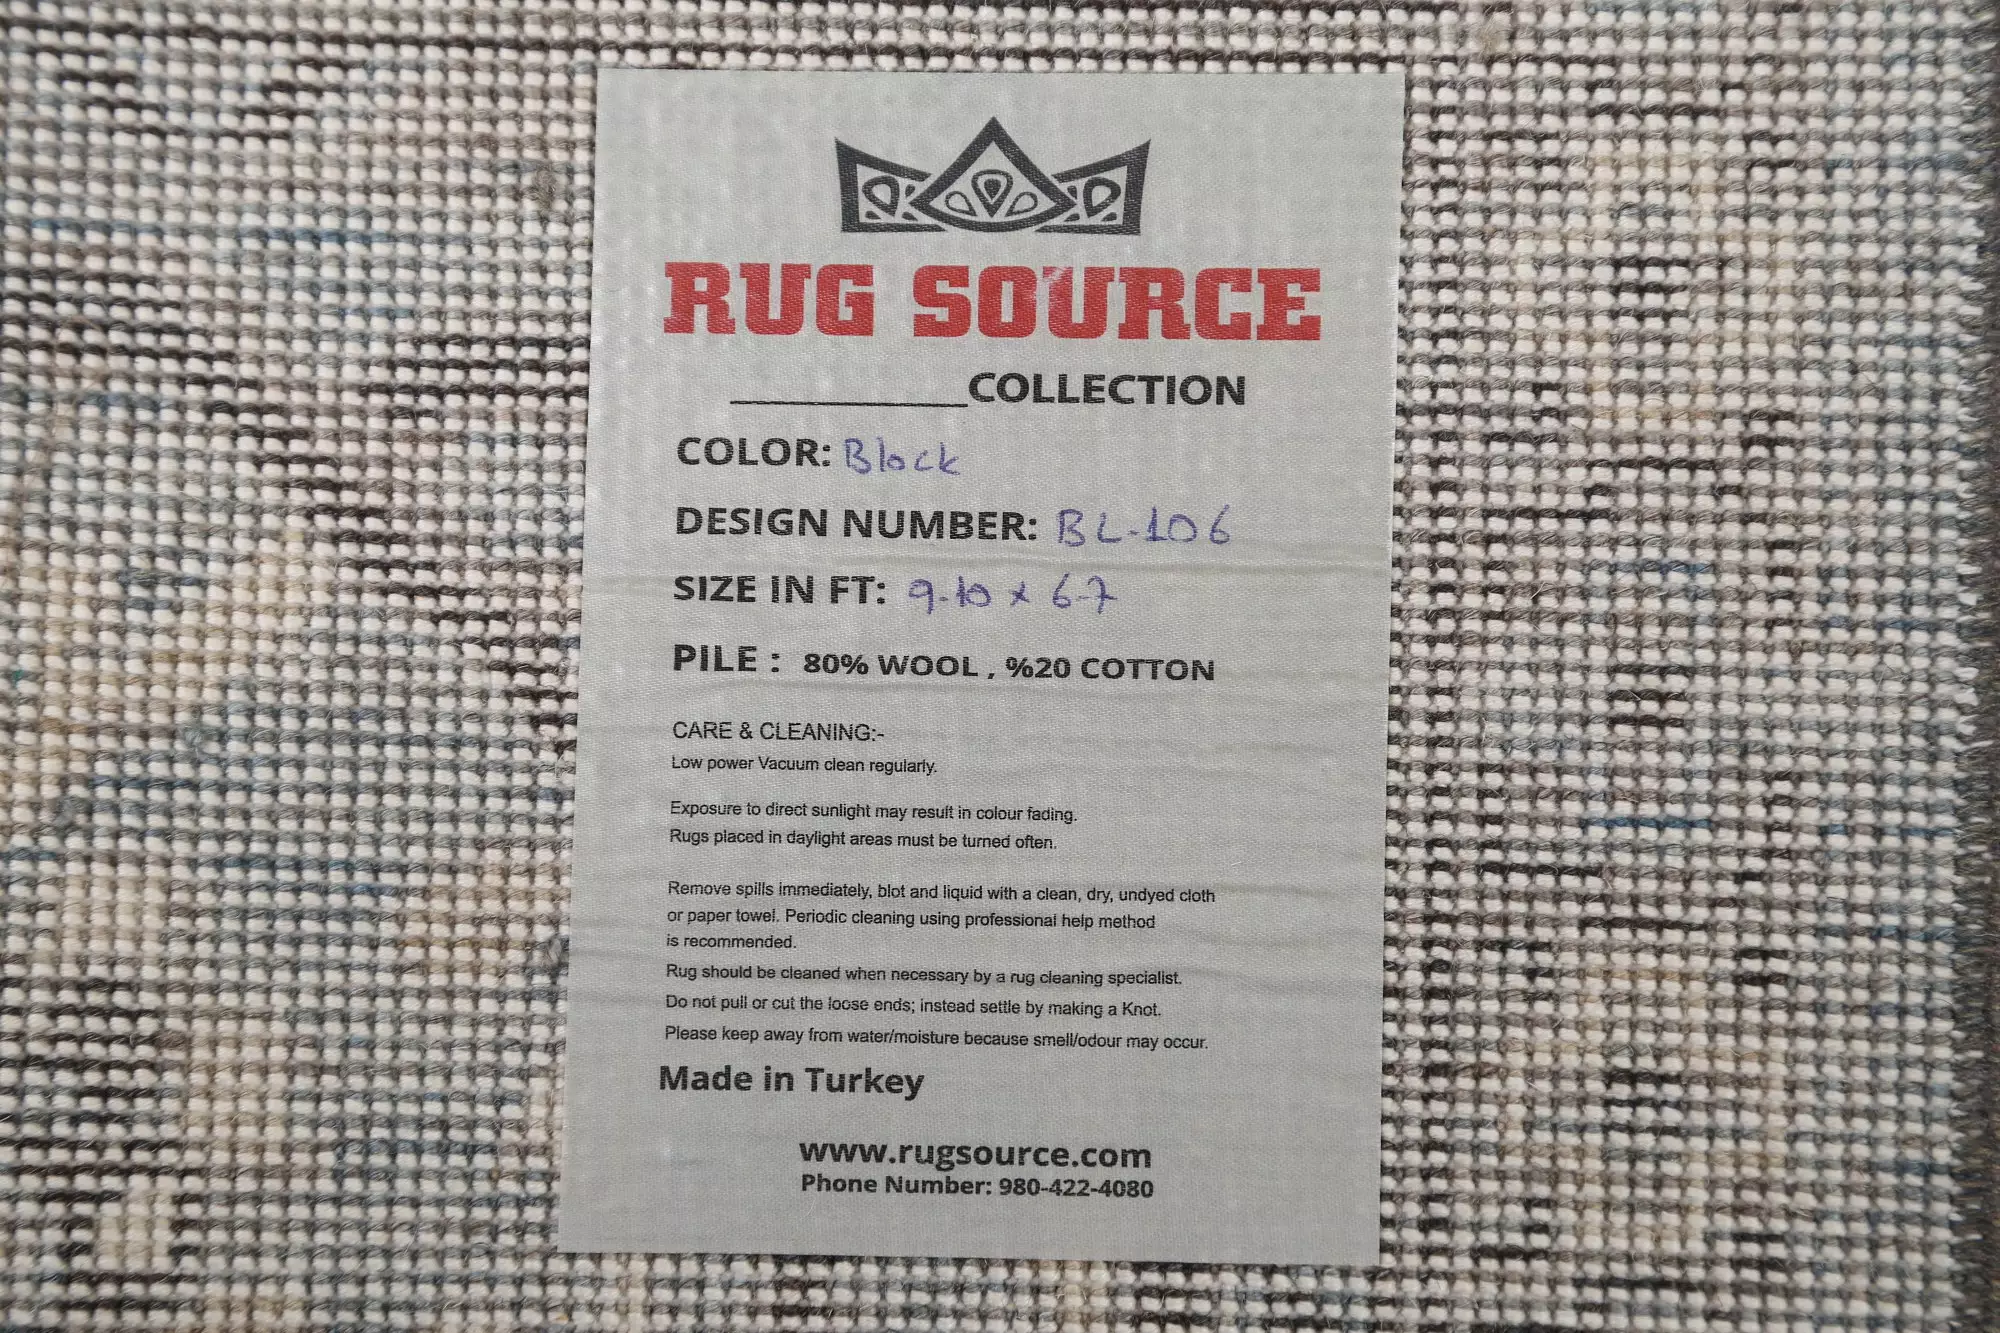 RUG SOURCE
__________COLLECTION
COLOR: Black
DESIGN NUMBER: BL-106
SIZE IN FT: 9-10 x 6-7
PILE : 80% WOOL , %20 COTTON
CARE & CLEANING:-
Low power Vacuum clean regularly.
Exposure to direct sunlight may result in colour fading.
Rugs placed in daylight areas must be turned often.
Remove spills immediately, blot and liquid with a clean, dry, undyed cloth
or paper towel. Periodic cleaning using professional help method
is recommended.
Rug should be cleaned when necessary by a rug cleaning specialist.
Do not pull or cut the loose ends; instead settle by making a Knot.
Please keep away from water/moisture because smell/odour may occur.
Made in Turkey
www.rugsource.com
Phone Number: 980-422-4080